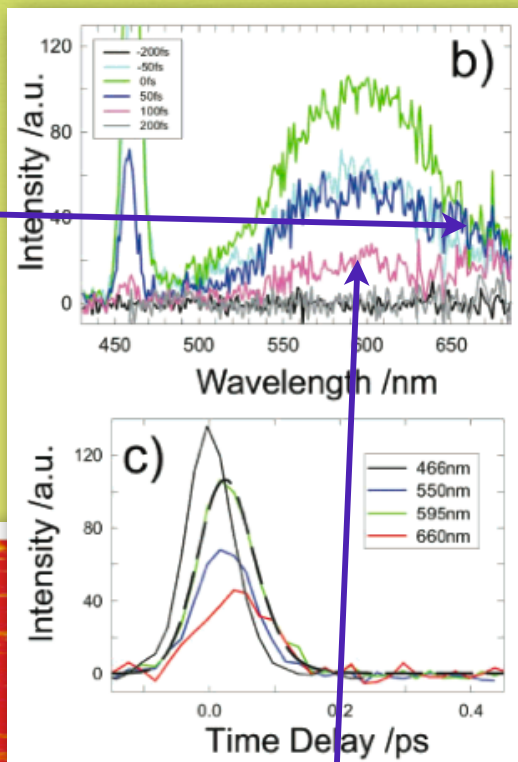 120
b)
-200fs
-50fs
0fs
50fs
100fs
200fs
80
40
0
Intensity /a.u.
450 500 550 600 650
Wavelength /nm
c)
120
466nm
550nm
595nm
660nm
80
40
0
Intensity /a.u.
0.0 0.2 0.4
Time Delay /ps